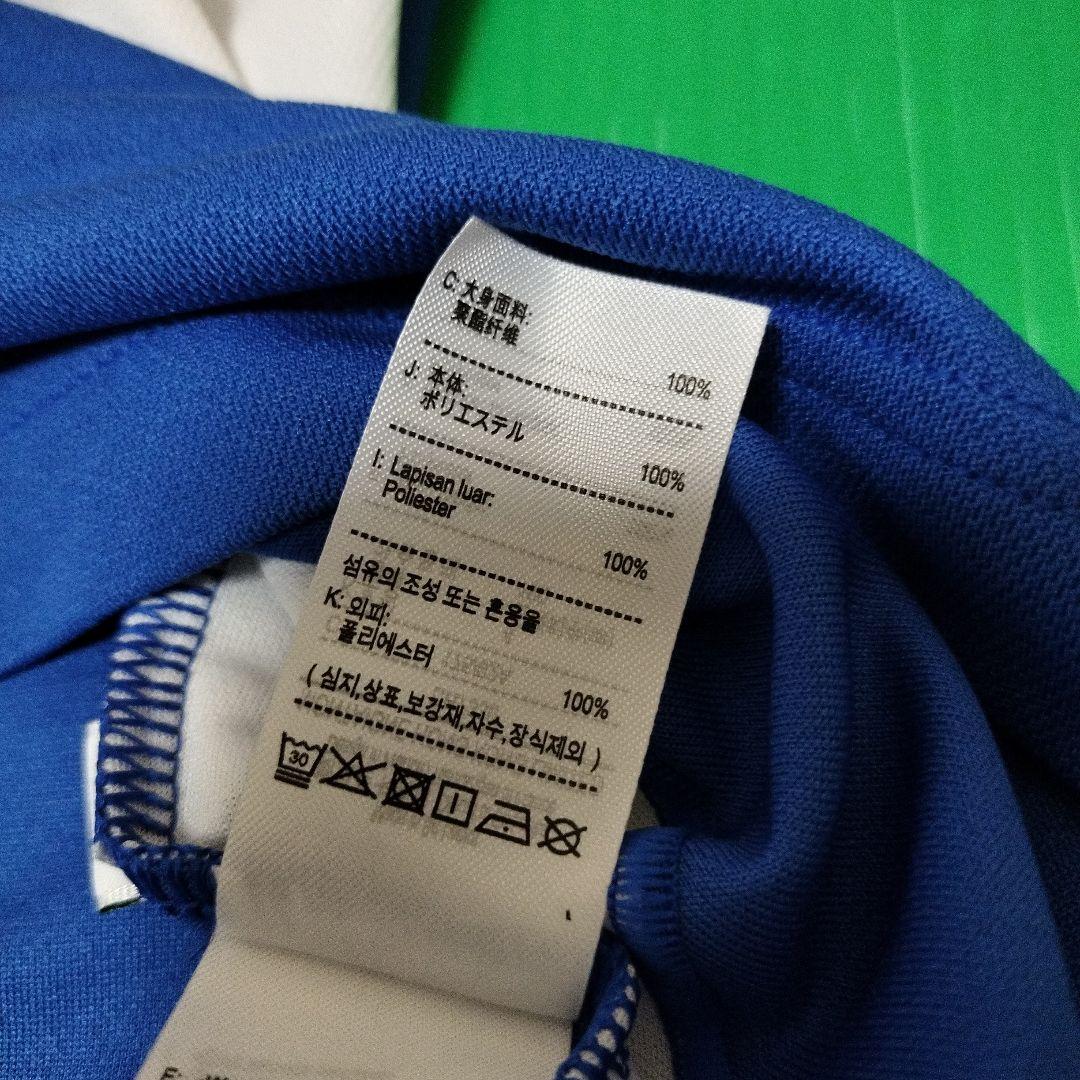 C: 大身面料:
聚酯纤维 100%
J: 本体:
ポリエステル 100%
I: Lapisan luar:
Poliester 100%
섬유의 조성 또는 혼용율
K: 외피:
폴리에스터 100%
( 심지,상표,보강재,자수,장식제외 )
30